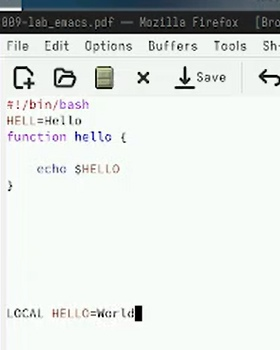 009-lab_emacs.pdf — Mozilla Firefox [Bro
File Edit Options Buffers Tools Sh-
Save
#!/bin/bash
HELL=Hello
function hello {
echo $HELLO
}
LOCAL HELLO=World